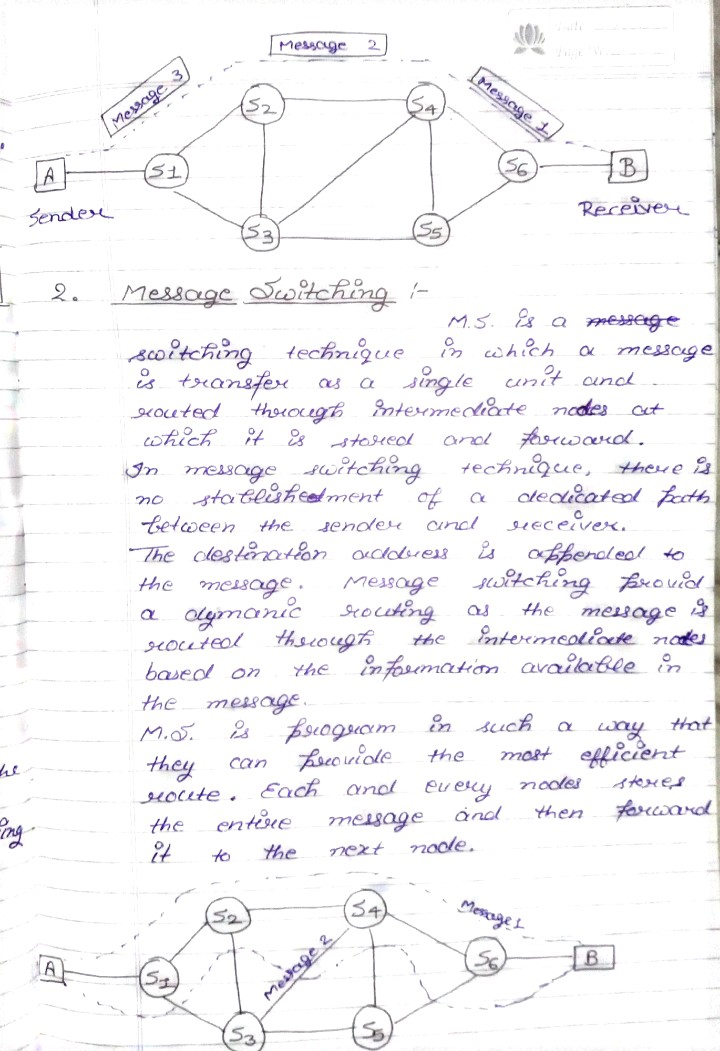 Message 2
Message 3
Message 1
S2
S4
A
S1
S6
B
Sender
Receiver
S3
S5
2. Message Switching :-
M.S. is a message
switching technique in which a message
is transfer as a single unit and
routed through intermediate nodes at
which it is stored and forward.
In message switching technique, there is
no stablishedment of a dedicated path
between the sender and receiver.
The destination address is appended to
the message. Message switching provid
a dymanic routing as the message is
routed through the intermediate nodes
based on the information available in
the message.
M.S. is program in such a way that
they can provide the most efficient
route. Each and every nodes stores
the entire message and then forward
it to the next node.
S2
S4
Message 1
A
S1
Message 2
S6
B
S3
S5